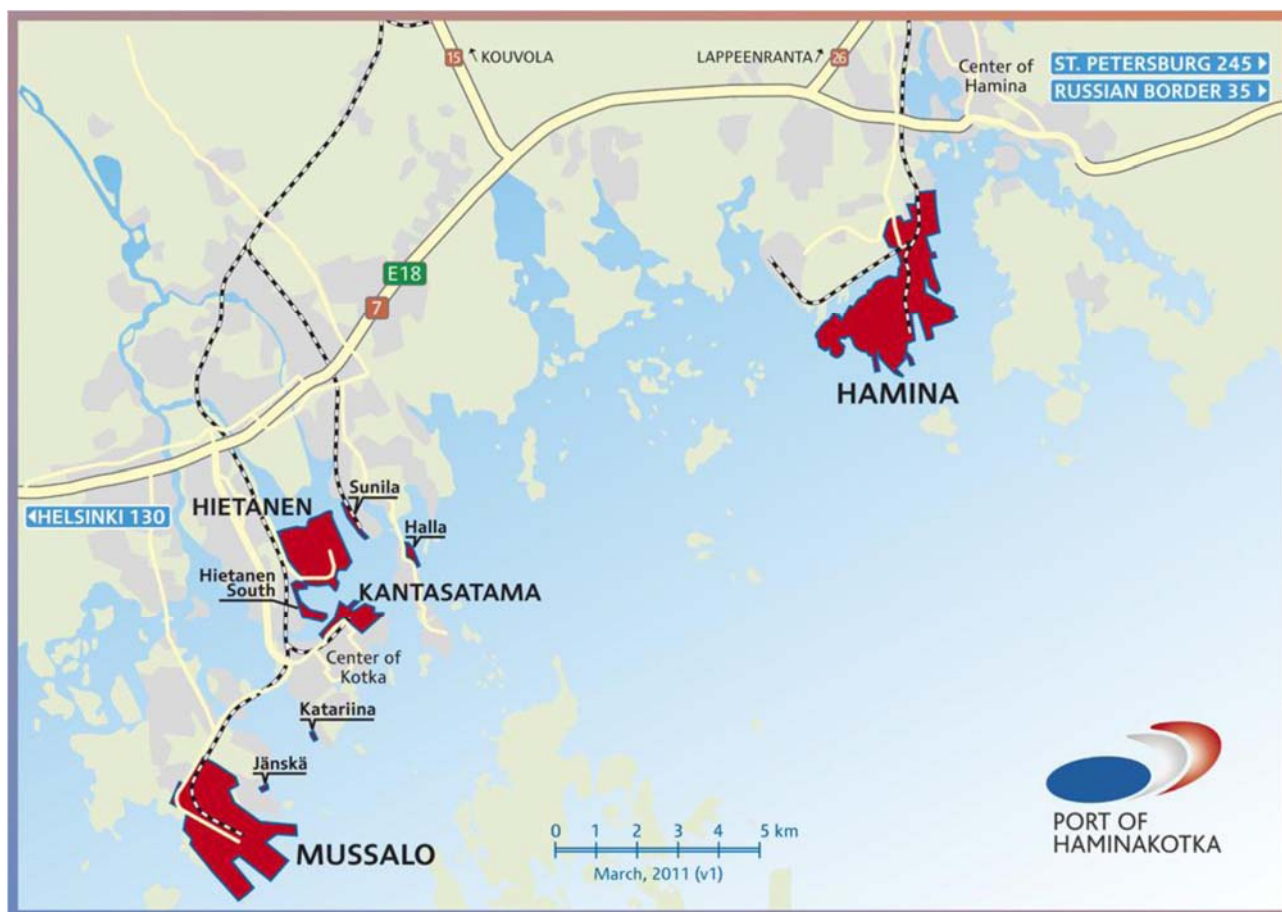 15
KOUVOLA
LAPPEENRANTA
26
Center of
Hamina
ST. PETERSBURG 245
RUSSIAN BORDER 35
E18
7
HAMINA
HELSINKI 130
HIETANEN
Sunila
Halla
Hietanen
South
KANTASATAMA
Center of
Kotka
Katariina
Jänskä
MUSSALO
0 1 2 3 4 5 km
March, 2011 (v1)
PORT OF
HAMINAKOTKA